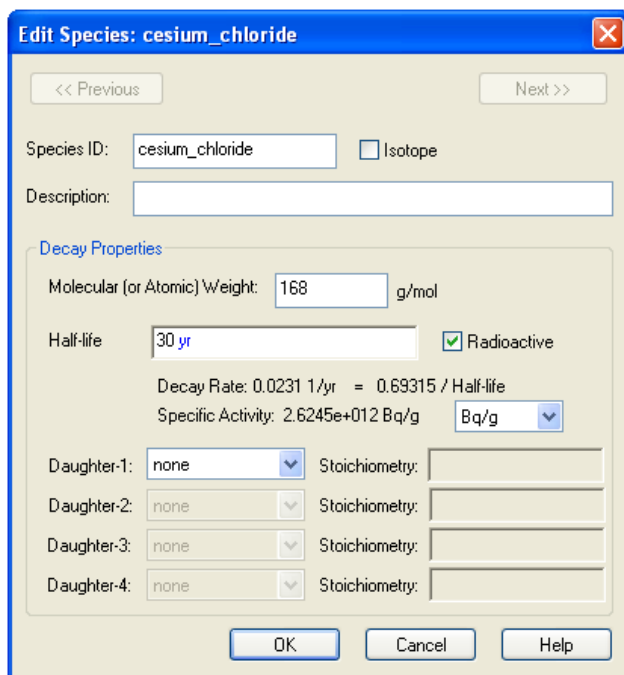 Edit Species: cesium_chloride
<< Previous Next >>
Species ID: cesium_chloride Isotope
Description:
Decay Properties
Molecular (or Atomic) Weight: 168 g/mol
Half-life 30 yr Radioactive
Decay Rate: 0.0231 1/yr = 0.69315 / Half-life
Specific Activity: 2.6245e+012 Bq/g Bq/g
Daughter-1: none Stoichiometry:
Daughter-2: none Stoichiometry:
Daughter-3: none Stoichiometry:
Daughter-4: none Stoichiometry:
OK Cancel Help